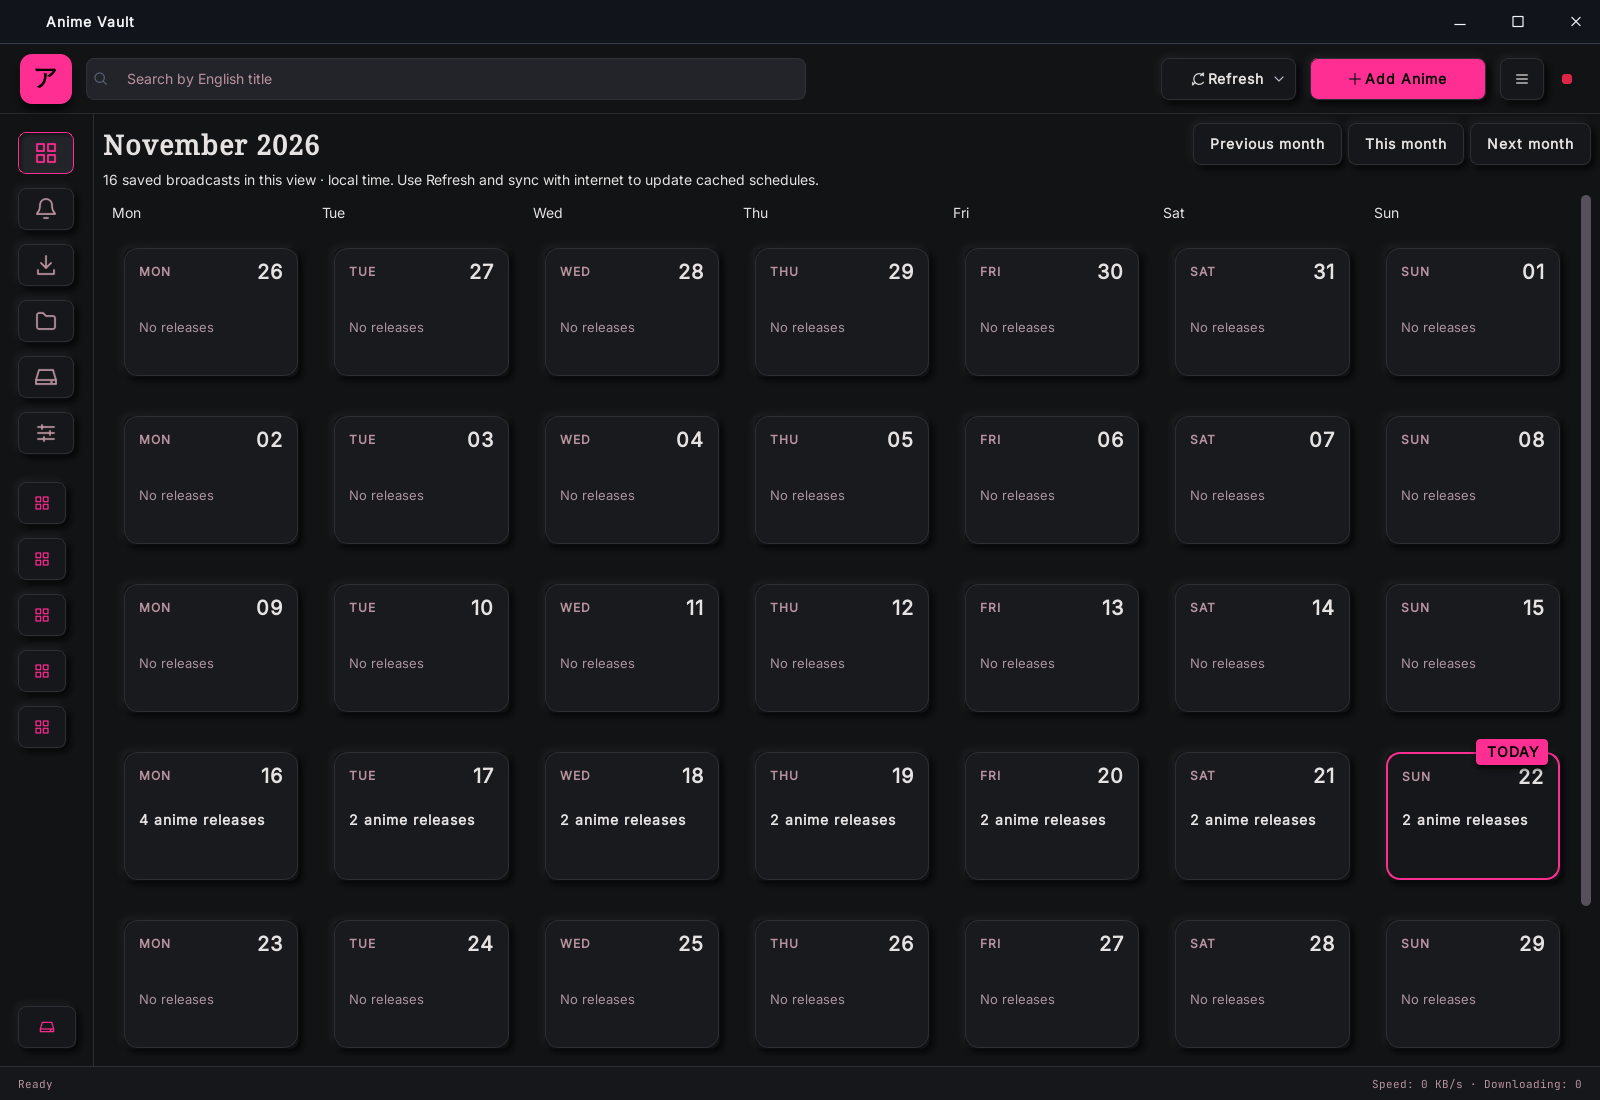 Anime Vault
ア
Search by English title
Refresh
Add Anime
November 2026
Previous month
This month
Next month
16 saved broadcasts in this view · local time. Use Refresh and sync with internet to update cached schedules.
Mon Tue Wed Thu Fri Sat Sun
MON 26 TUE 27 WED 28 THU 29 FRI 30 SAT 31 SUN 01
No releases No releases No releases No releases No releases No releases No releases
MON 02 TUE 03 WED 04 THU 05 FRI 06 SAT 07 SUN 08
No releases No releases No releases No releases No releases No releases No releases
MON 09 TUE 10 WED 11 THU 12 FRI 13 SAT 14 SUN 15
No releases No releases No releases No releases No releases No releases No releases
TODAY
MON 16 TUE 17 WED 18 THU 19 FRI 20 SAT 21 SUN 22
4 anime releases 2 anime releases 2 anime releases 2 anime releases 2 anime releases 2 anime releases 2 anime releases
MON 23 TUE 24 WED 25 THU 26 FRI 27 SAT 28 SUN 29
No releases No releases No releases No releases No releases No releases No releases
Ready
Speed: 0 KB/s · Downloading: 0